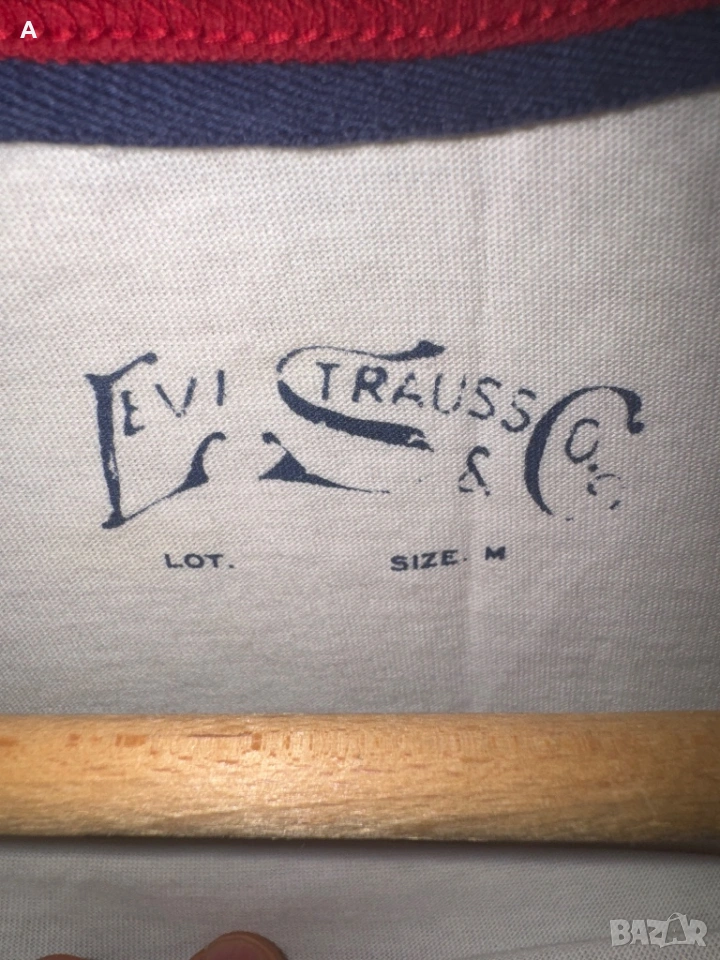 A
LEVI STRAUSS
& Co.
LOT. SIZE. M
BAZAR